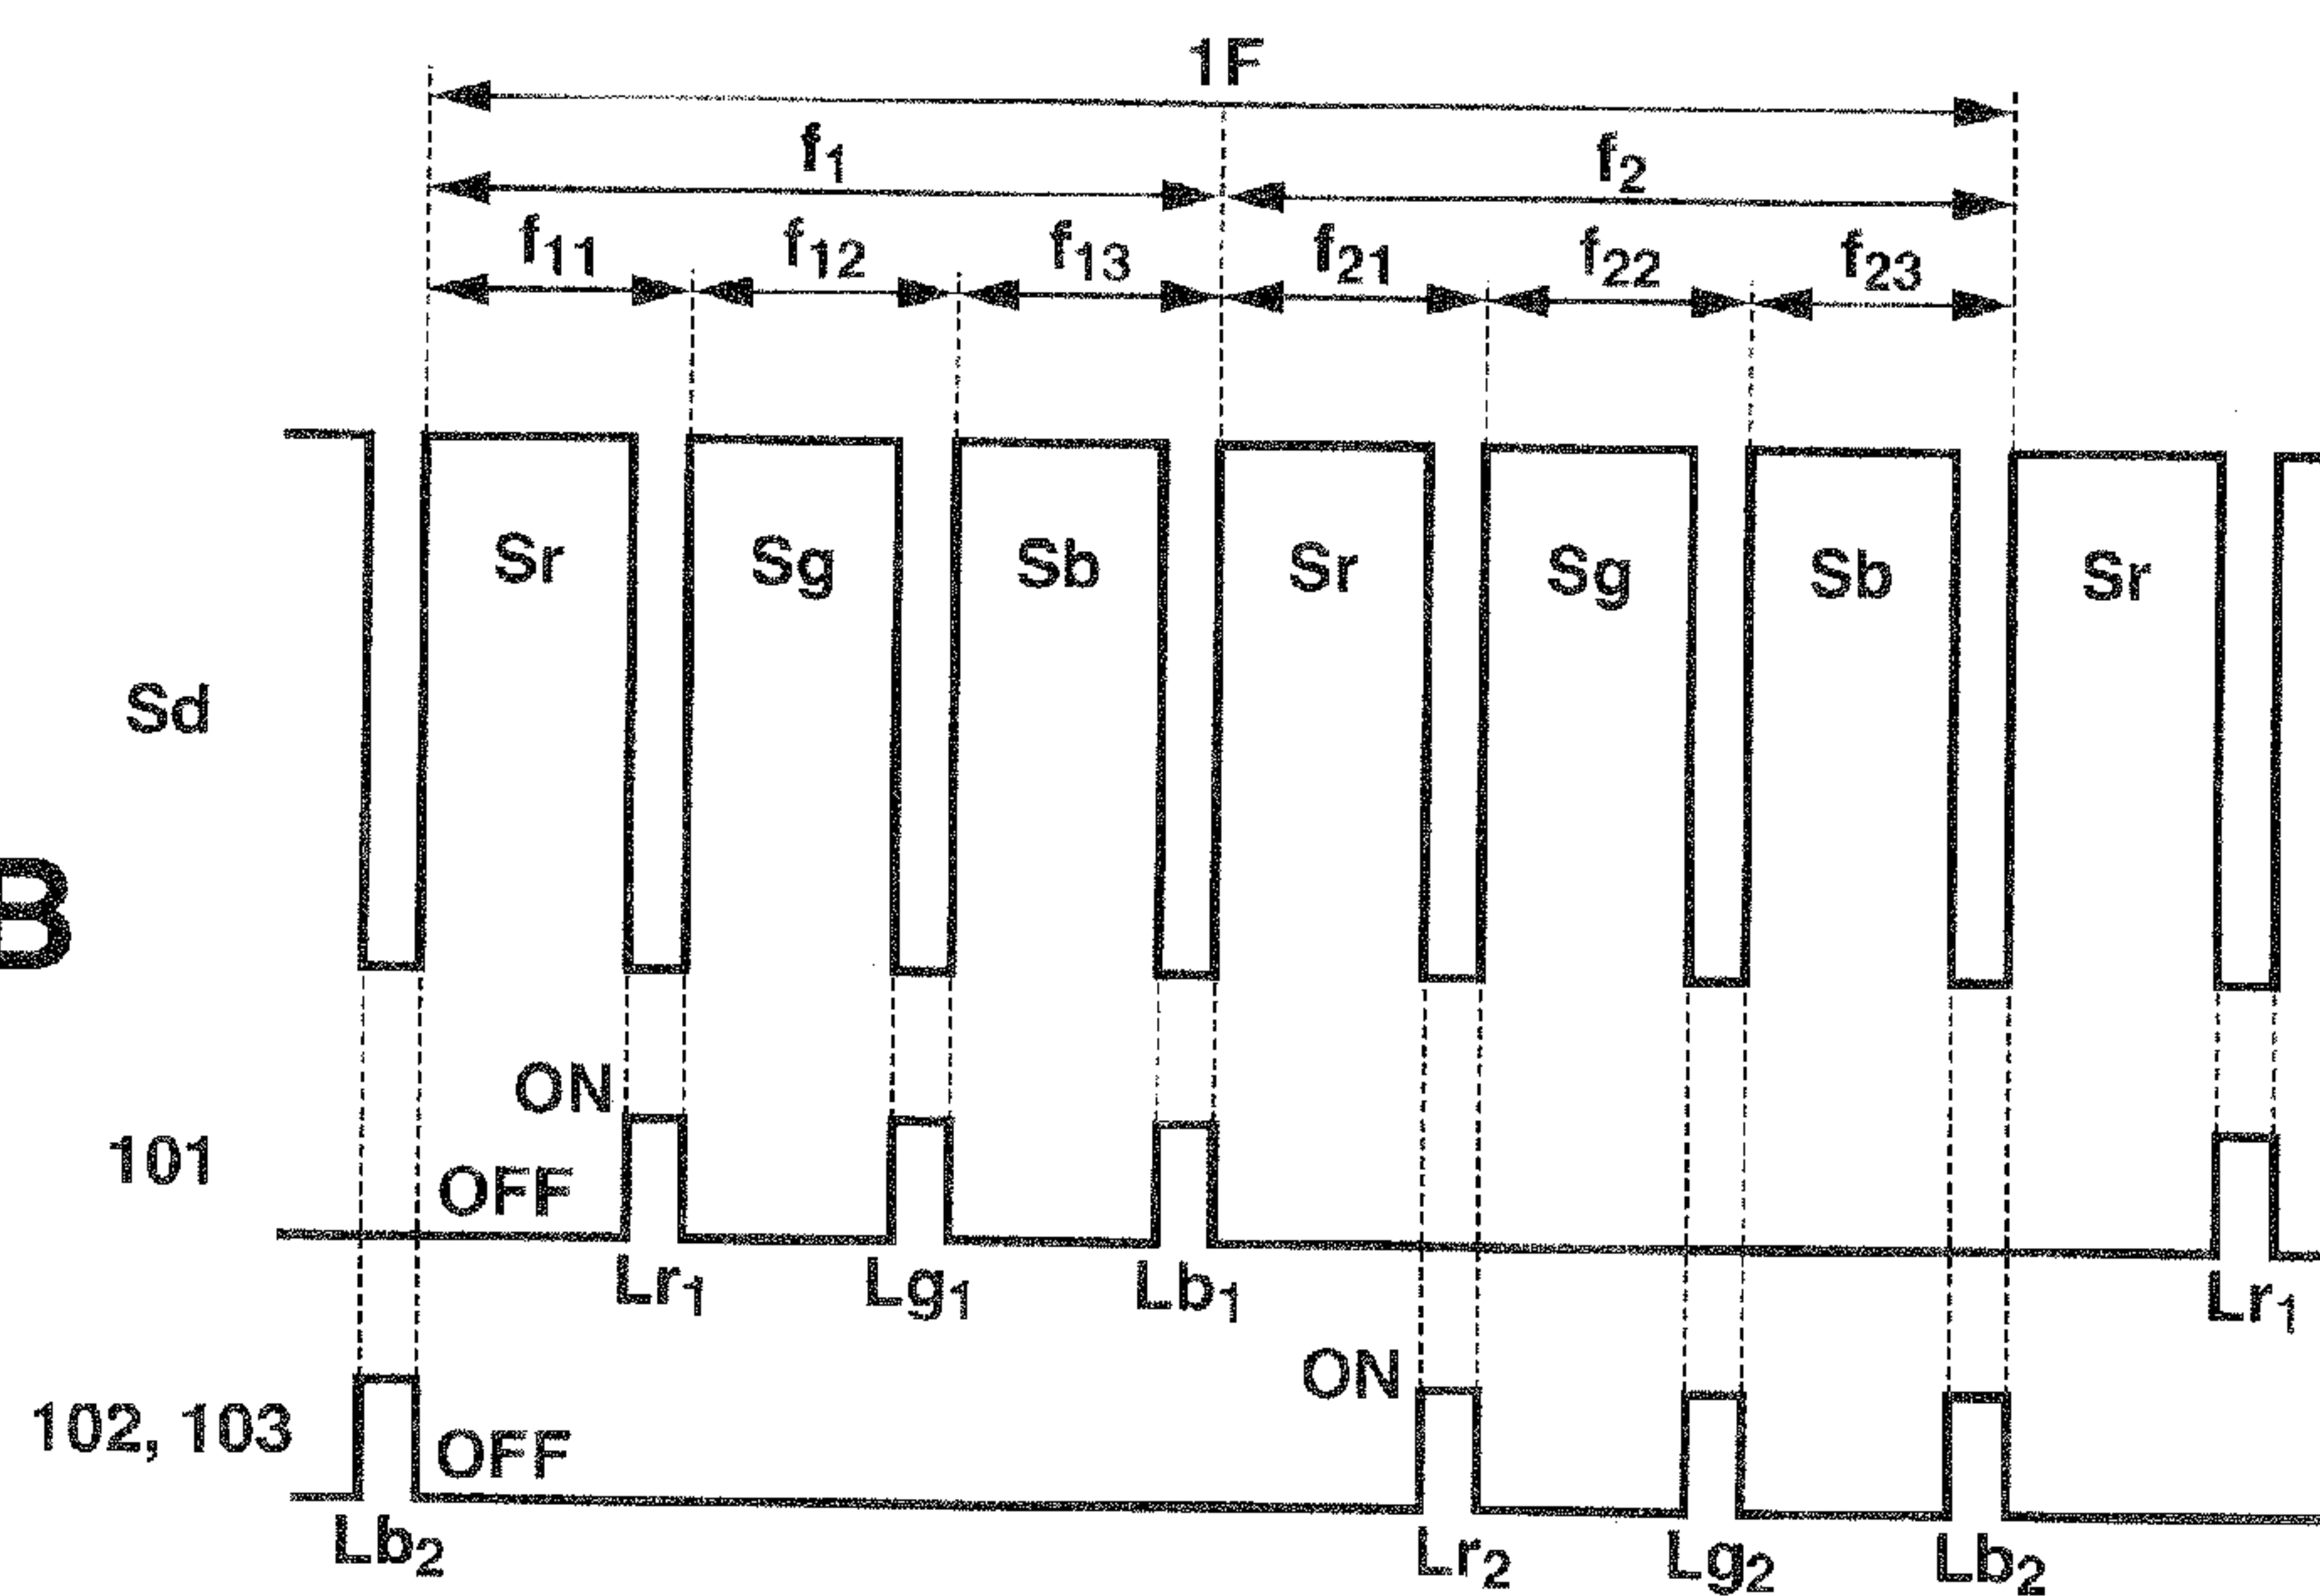 1F
f₁ f₂
f₁₁ f₁₂ f₁₃ f₂₁ f₂₂ f₂₃
Sr Sg Sb Sr Sg Sb Sr
Sd
B
ON
101
OFF
Lr₁ Lg₁ Lb₁ Lr₁
ON
102, 103
OFF
Lb₂ Lr₂ Lg₂ Lb₂